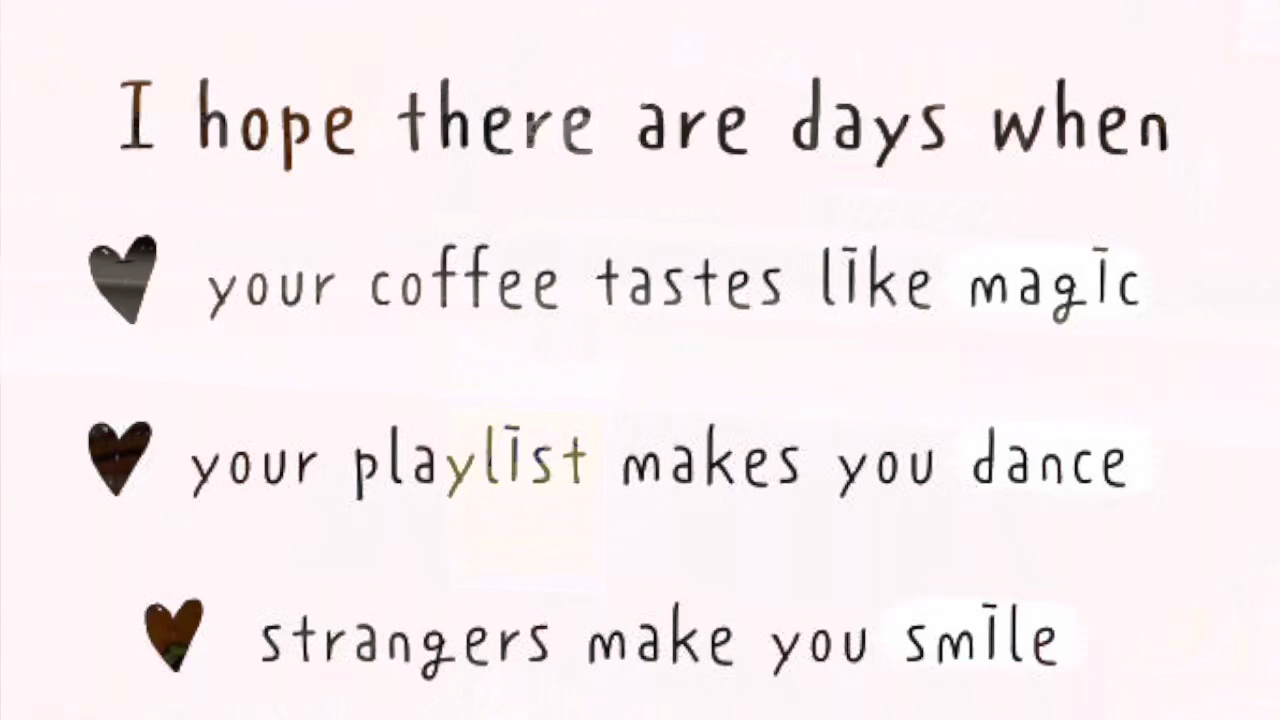 I hope there are days when
your coffee tastes like magic
your playlist makes you dance
strangers make you smile